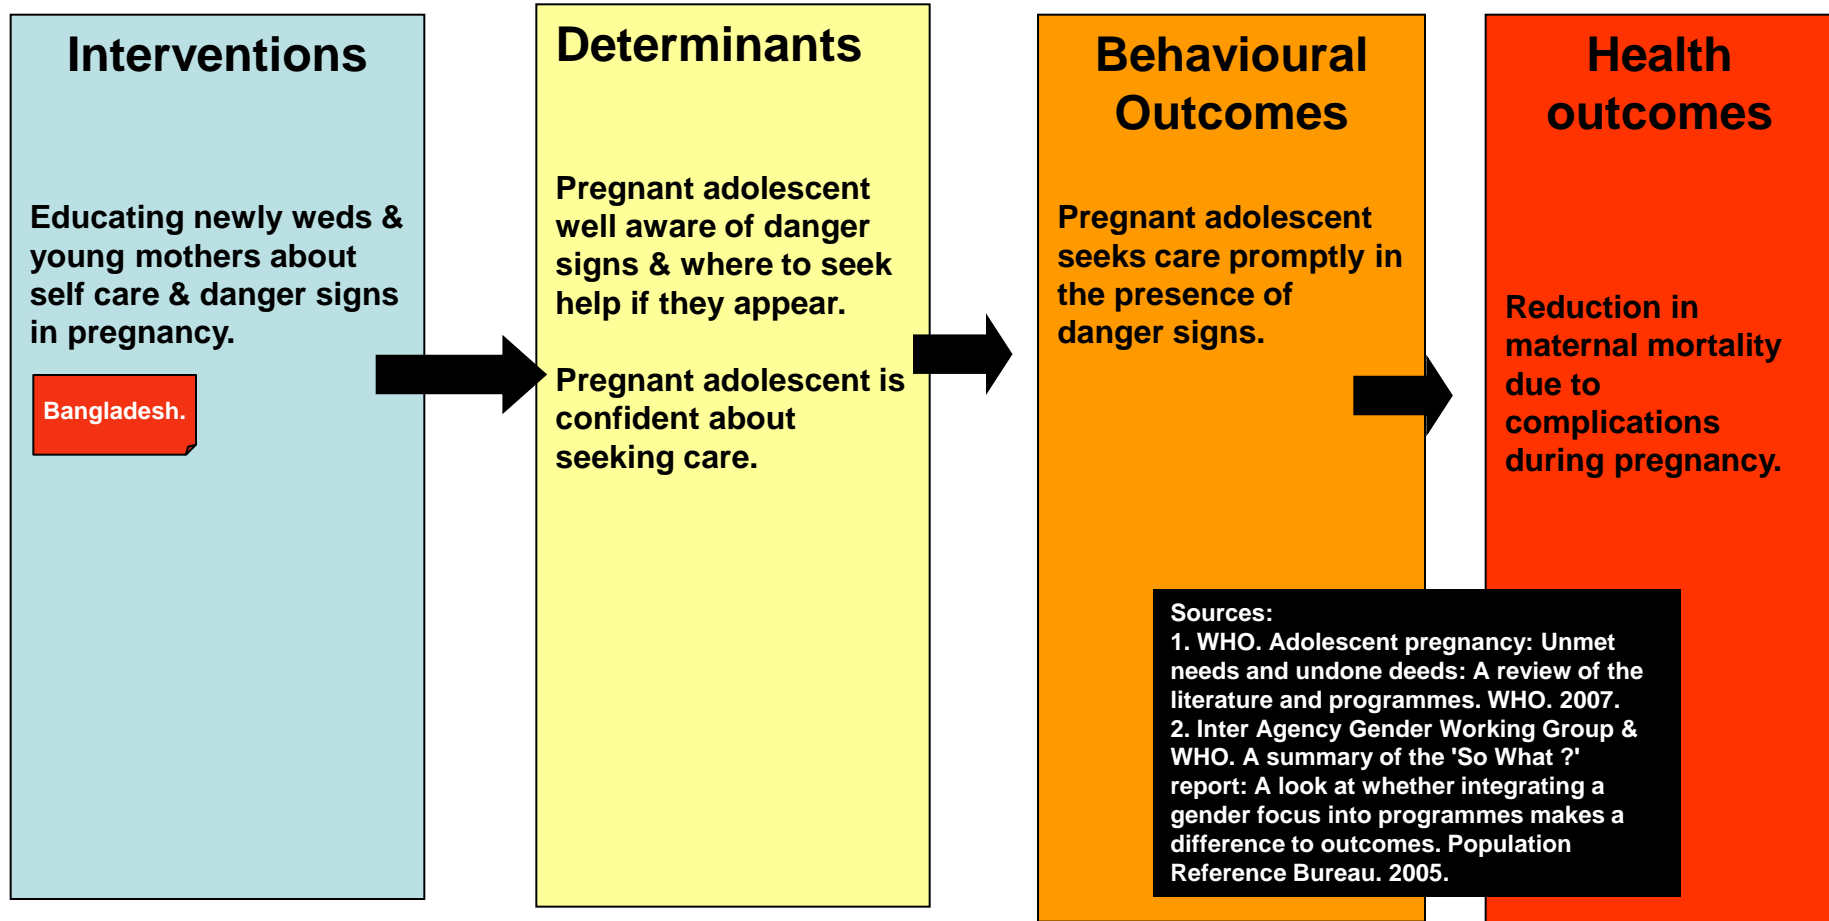 Interventions
Educating newly weds &
young mothers about
self care & danger signs
in pregnancy.
Bangladesh.
Determinants
Pregnant adolescent
well aware of danger
signs & where to seek
help if they appear.
Pregnant adolescent is
confident about
seeking care.
Behavioural
Outcomes
Pregnant adolescent
seeks care promptly in
the presence of
danger signs.
Health
outcomes
Reduction in
maternal mortality
due to
complications
during pregnancy.
Sources:
1. WHO. Adolescent pregnancy: Unmet
needs and undone deeds: A review of the
literature and programmes. WHO. 2007.
2. Inter Agency Gender Working Group &
WHO. A summary of the 'So What ?'
report: A look at whether integrating a
gender focus into programmes makes a
difference to outcomes. Population
Reference Bureau. 2005.